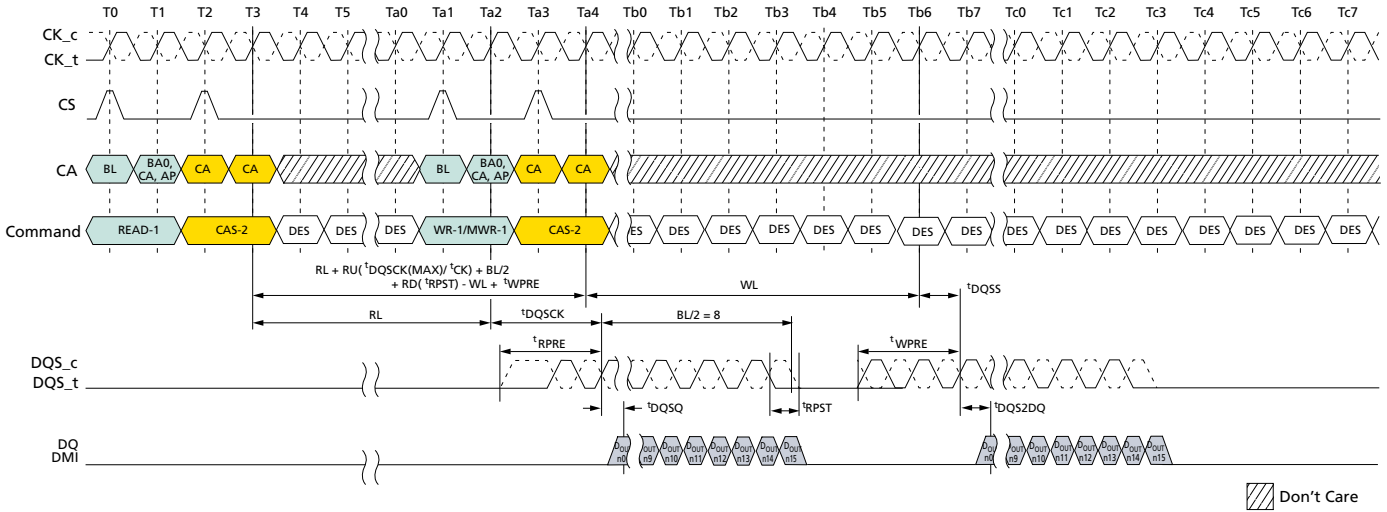 T0 T1 T2 T3 T4 T5 Ta0 Ta1 Ta2 Ta3 Ta4 Tb0 Tb1 Tb2 Tb3 Tb4 Tb5 Tb6 Tb7 Tc0 Tc1 Tc2 Tc3 Tc4 Tc5 Tc6 Tc7
CK_c
CK_t
CS
CA BL BA0, CA, AP CA CA BL BA0, CA, AP CA CA
Command READ-1 CAS-2 DES DES DES WR-1/MWR-1 CAS-2 DES DES DES DES DES DES DES DES DES DES DES DES DES DES DES DES
RL + RU( tDQSCK(MAX)/ tCK) + BL/2
+ RD( tRPST) - WL + tWPRE
WL
tDQSS
RL
tDQSCK
BL/2 = 8
tRPRE
tWPRE
DQS_c
DQS_t
tDQSQ
tRPST
tDQS2DQ
DQ
DMI
DOUT n0 DOUT n9 DOUT n10 DOUT n11 DOUT n12 DOUT n13 DOUT n14 DOUT n15 DOUT n0 DOUT n9 DOUT n10 DOUT n11 DOUT n12 DOUT n13 DOUT n14 DOUT n15
Don't Care